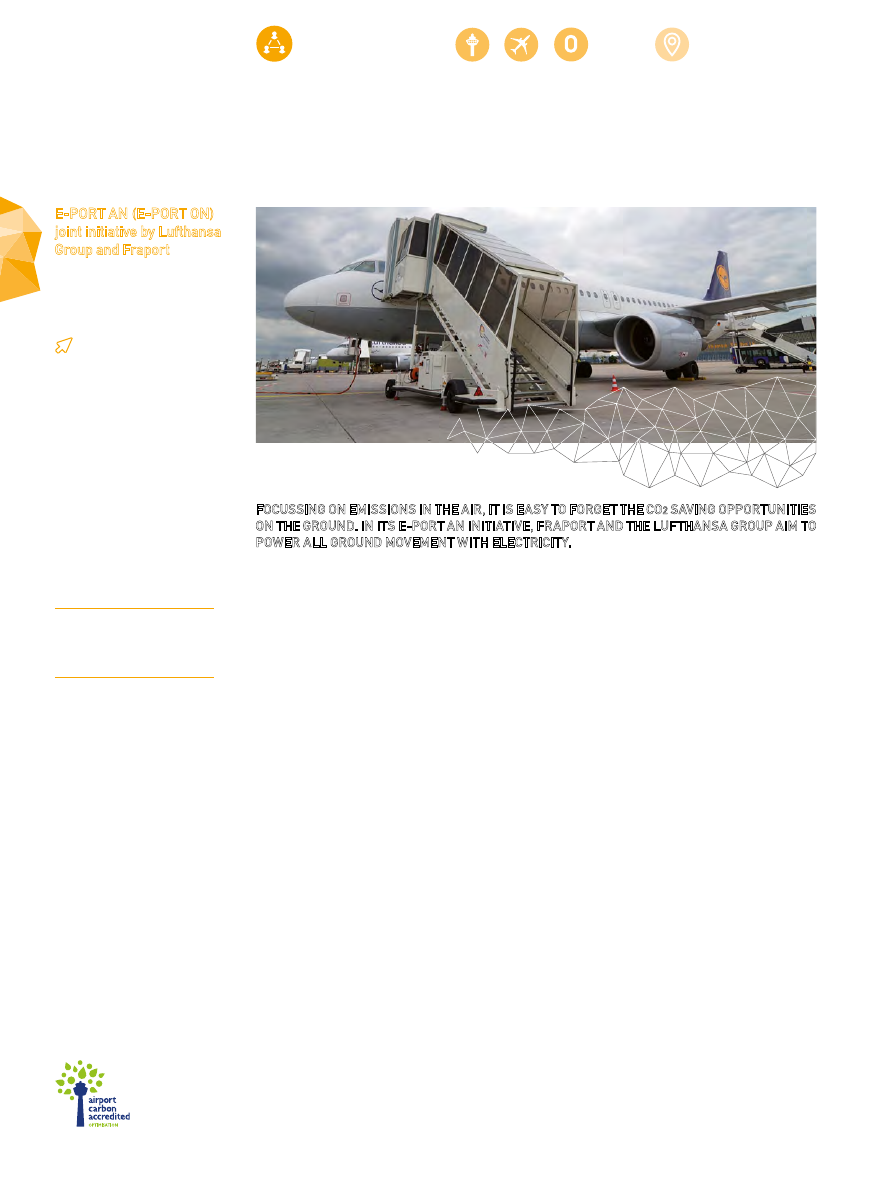 E-PORT AN (E-PORT ON)
joint initiative by Lufthansa
Group and Fraport
FOCUSSING ON EMISSIONS IN THE AIR, IT IS EASY TO FORGET THE CO₂ SAVING OPPORTUNITIES
ON THE GROUND. IN ITS E-PORT AN INITIATIVE, FRAPORT AND THE LUFTHANSA GROUP AIM TO
POWER ALL GROUND MOVEMENT WITH ELECTRICITY.
airport
carbon
accredited
OPTIMISATION